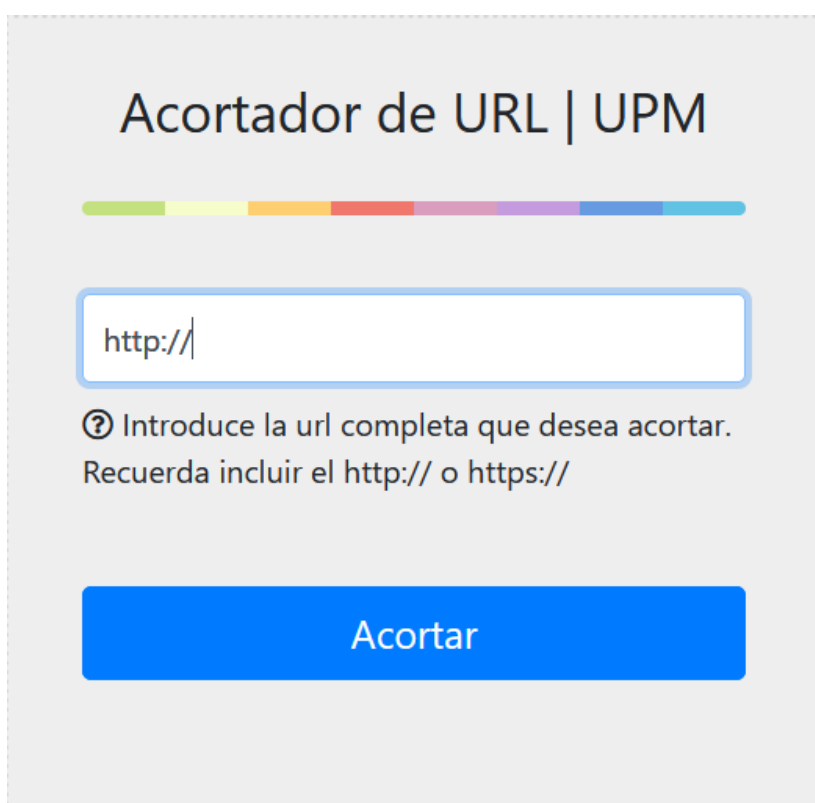 Acortador de URL | UPM
http://
Introduce la url completa que desea acortar.
Recuerda incluir el http:// o https://
Acortar